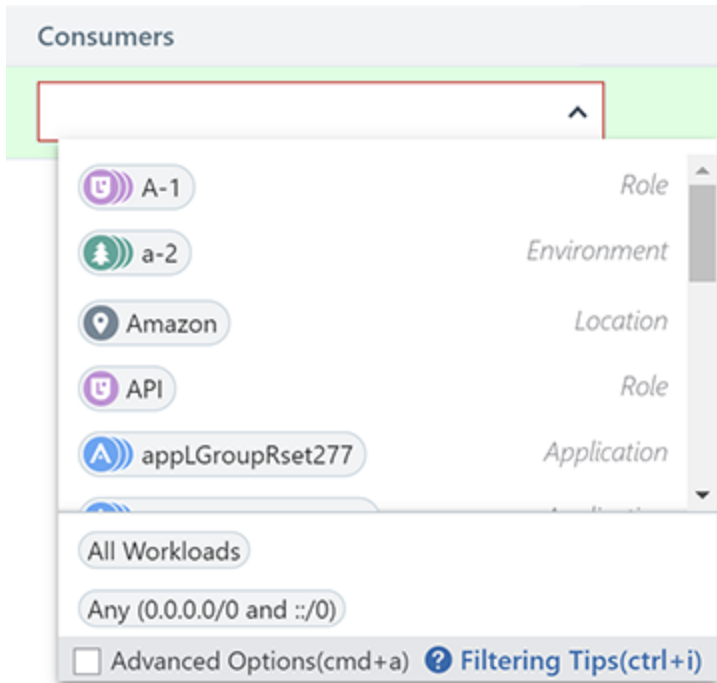 Consumers
A-1 Role
a-2 Environment
Amazon Location
API Role
appLGroupRset277 Application
All Workloads
Any (0.0.0.0/0 and ::/0)
Advanced Options(cmd+a) ? Filtering Tips(ctrl+i)